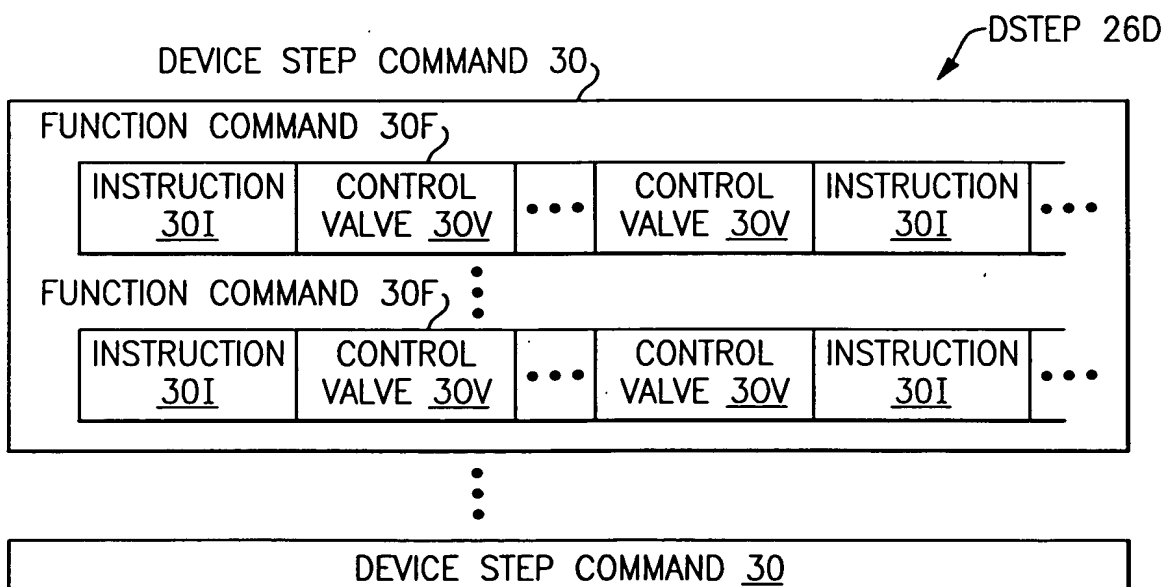 DSTEP 26D
DEVICE STEP COMMAND 30
FUNCTION COMMAND 30F
INSTRUCTION 30I
CONTROL VALVE 30V
•••
CONTROL VALVE 30V
INSTRUCTION 30I
•••
FUNCTION COMMAND 30F
INSTRUCTION 30I
CONTROL VALVE 30V
•••
CONTROL VALVE 30V
INSTRUCTION 30I
•••
DEVICE STEP COMMAND 30